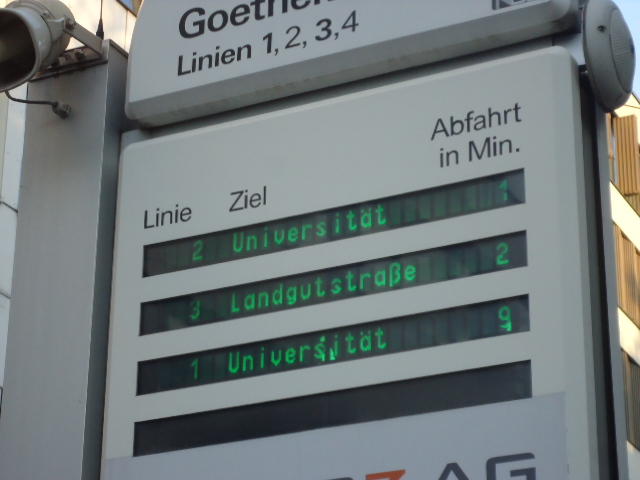 Linien 1, 2, 3, 4
Linie Ziel Abfahrt in Min.
2 Universität 1
3 Landgutstraße 2
1 Universität 9
AG